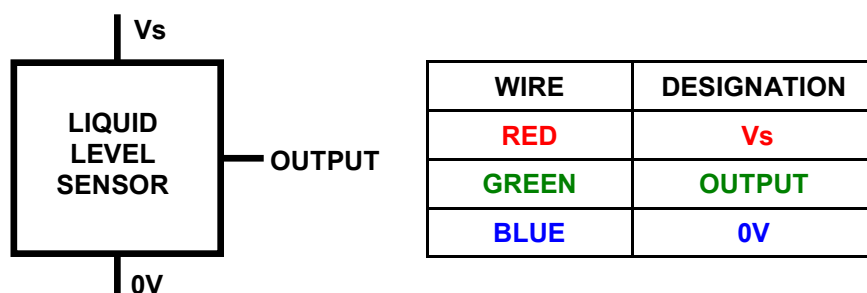 Vs
LIQUID
LEVEL
SENSOR
OUTPUT
0V
WIRE DESIGNATION
RED Vs
GREEN OUTPUT
BLUE 0V